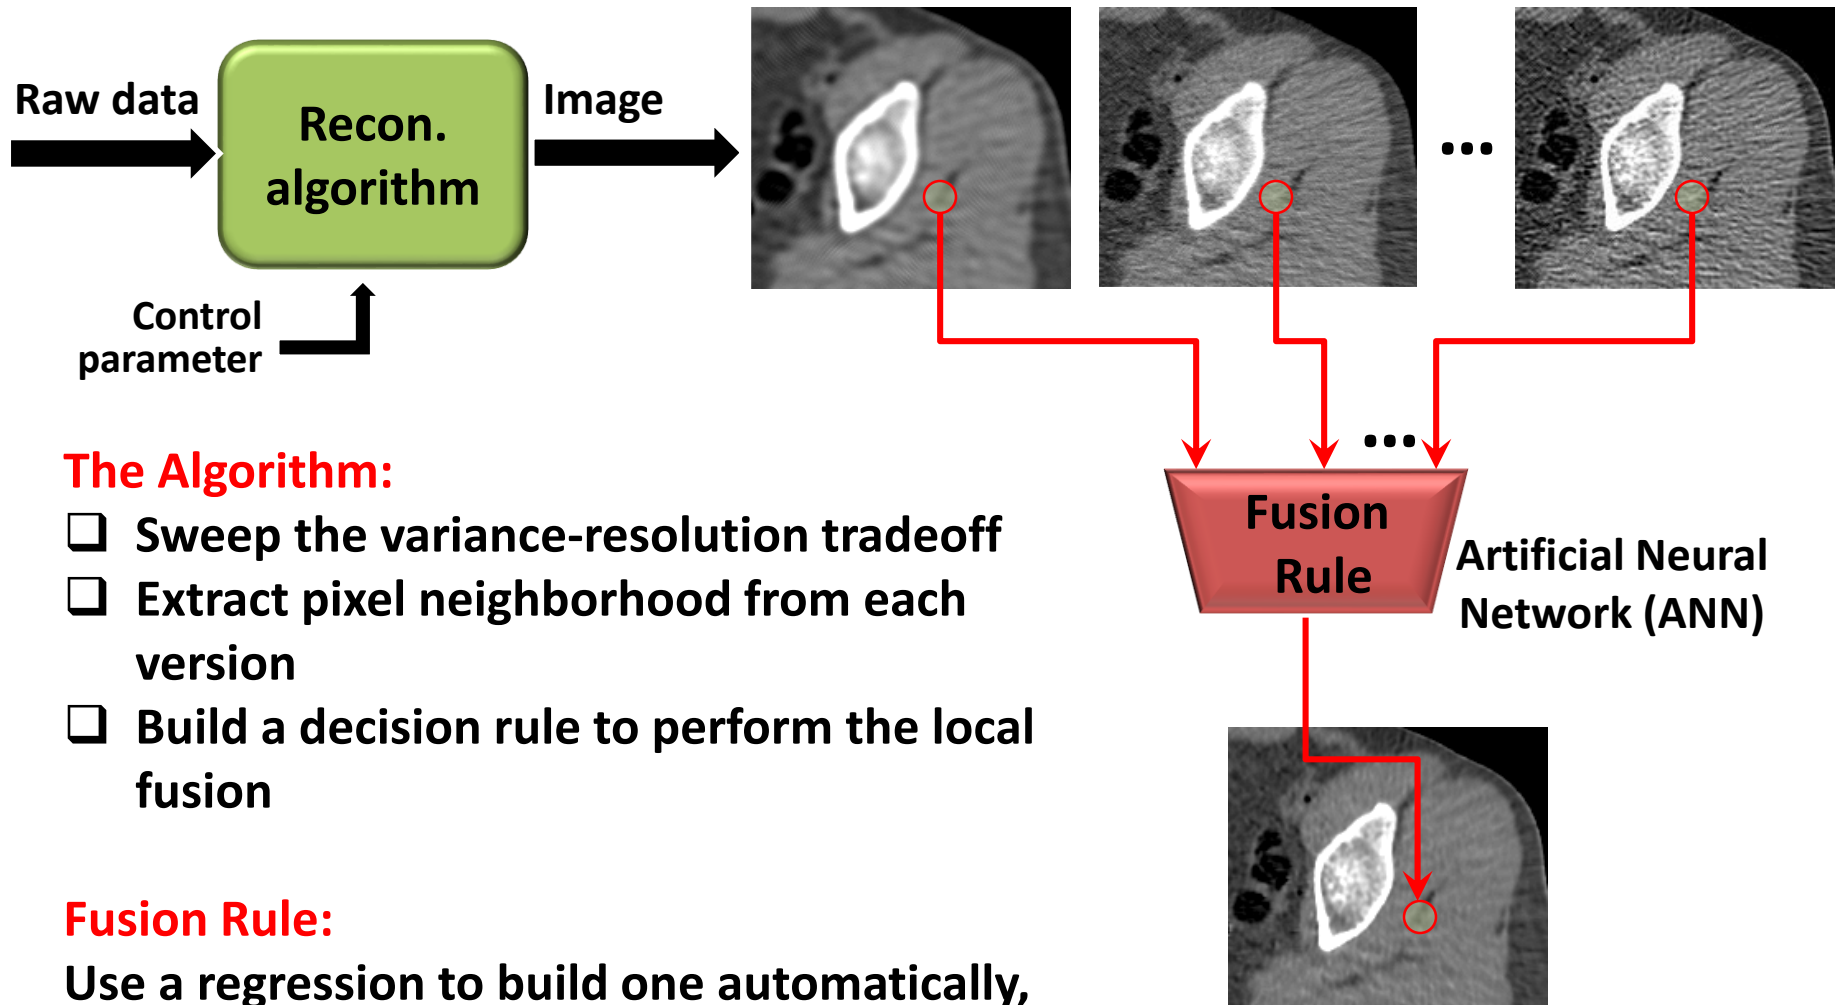 Raw data
Recon.
algorithm
Image
Control
parameter
...
...
The Algorithm:
❑ Sweep the variance-resolution tradeoff
❑ Extract pixel neighborhood from each
version
❑ Build a decision rule to perform the local
fusion
Fusion
Rule
Artificial Neural
Network (ANN)
Fusion Rule:
Use a regression to build one automatically,